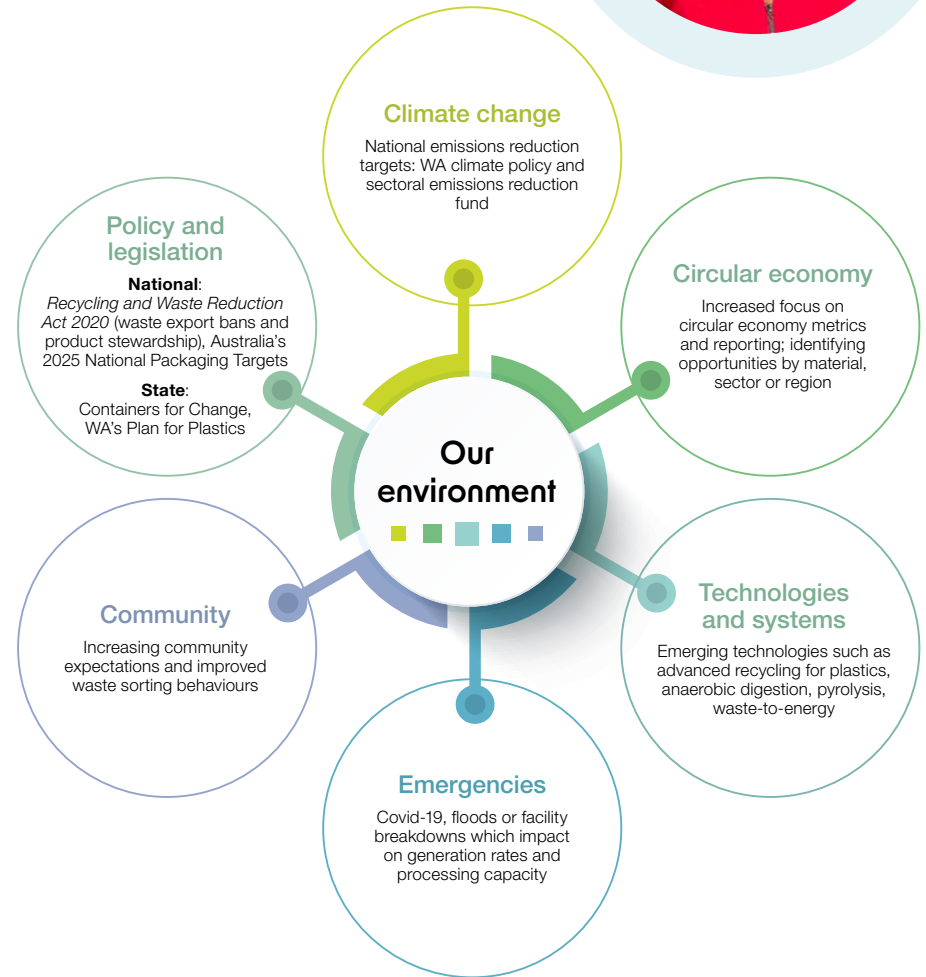 Climate change
National emissions reduction
targets: WA climate policy and
sectoral emissions reduction
fund
Policy and
legislation
National:
Recycling and Waste Reduction
Act 2020 (waste export bans and
product stewardship), Australia's
2025 National Packaging Targets
State:
Containers for Change,
WA's Plan for Plastics
Circular economy
Increased focus on
circular economy metrics
and reporting; identifying
opportunities by material,
sector or region
Our
environment
Community
Increasing community
expectations and improved
waste sorting behaviours
Technologies
and systems
Emerging technologies such as
advanced recycling for plastics,
anaerobic digestion, pyrolysis,
waste-to-energy
Emergencies
Covid-19, floods or facility
breakdowns which impact
on generation rates and
processing capacity